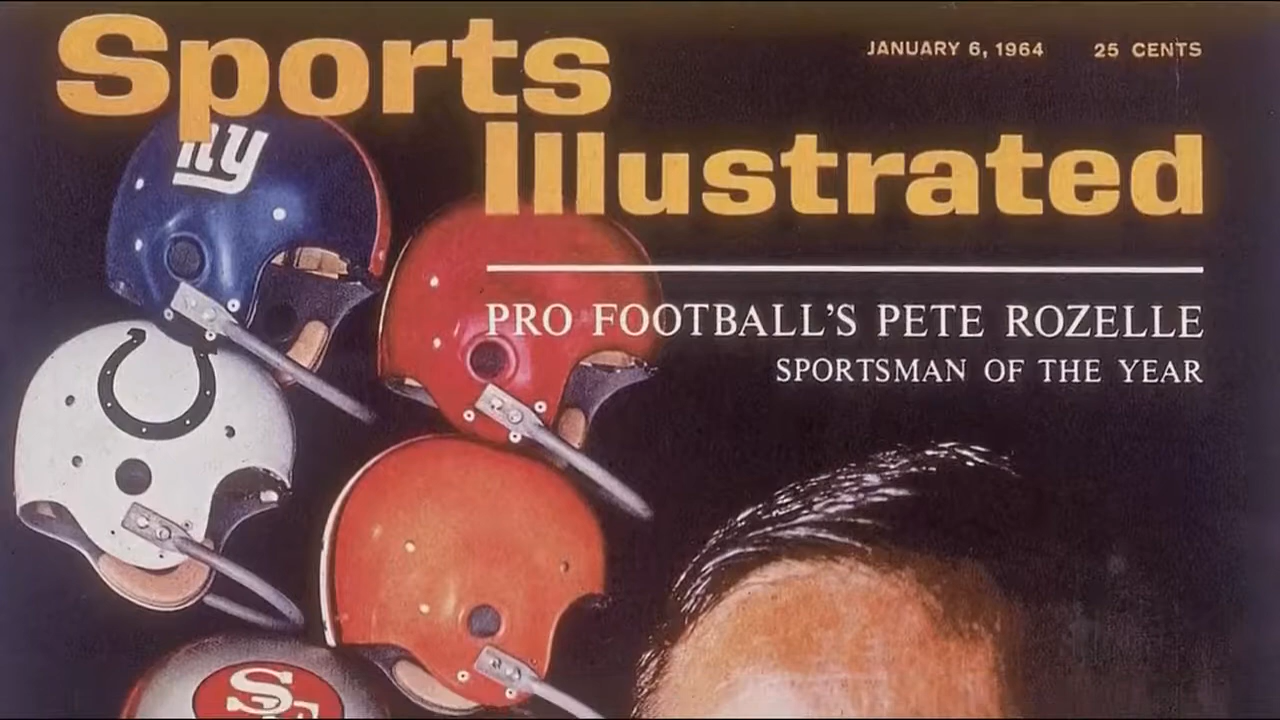 Sports
Illustrated
JANUARY 6, 1964 25 CENTS
ny
PRO FOOTBALL'S PETE ROZELLE
SPORTSMAN OF THE YEAR
SF